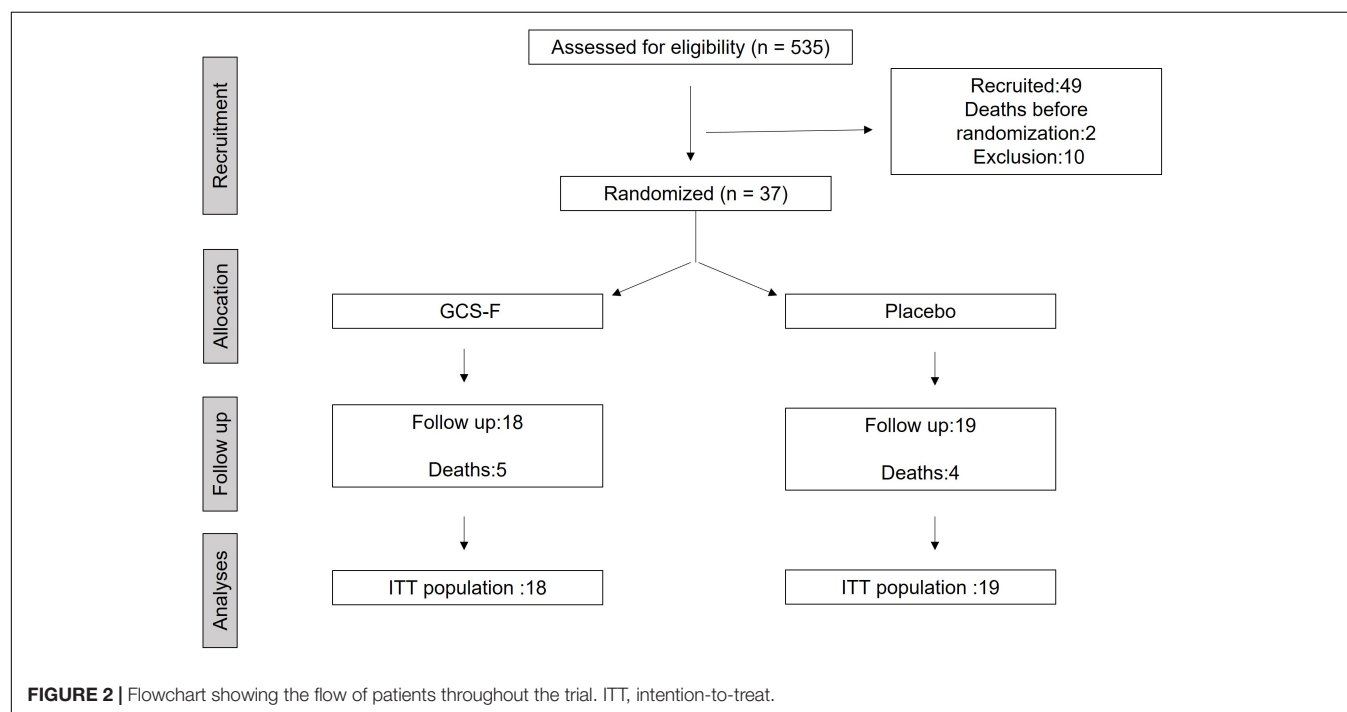 Assessed for eligibility (n = 535)
Recruitment
Recruited:49
Deaths before
randomization:2
Exclusion:10
Randomized (n = 37)
Allocation
GCS-F
Placebo
Follow up
Follow up:18
Deaths:5
Follow up:19
Deaths:4
Analyses
ITT population :18
ITT population :19
FIGURE 2 | Flowchart showing the flow of patients throughout the trial. ITT, intention-to-treat.